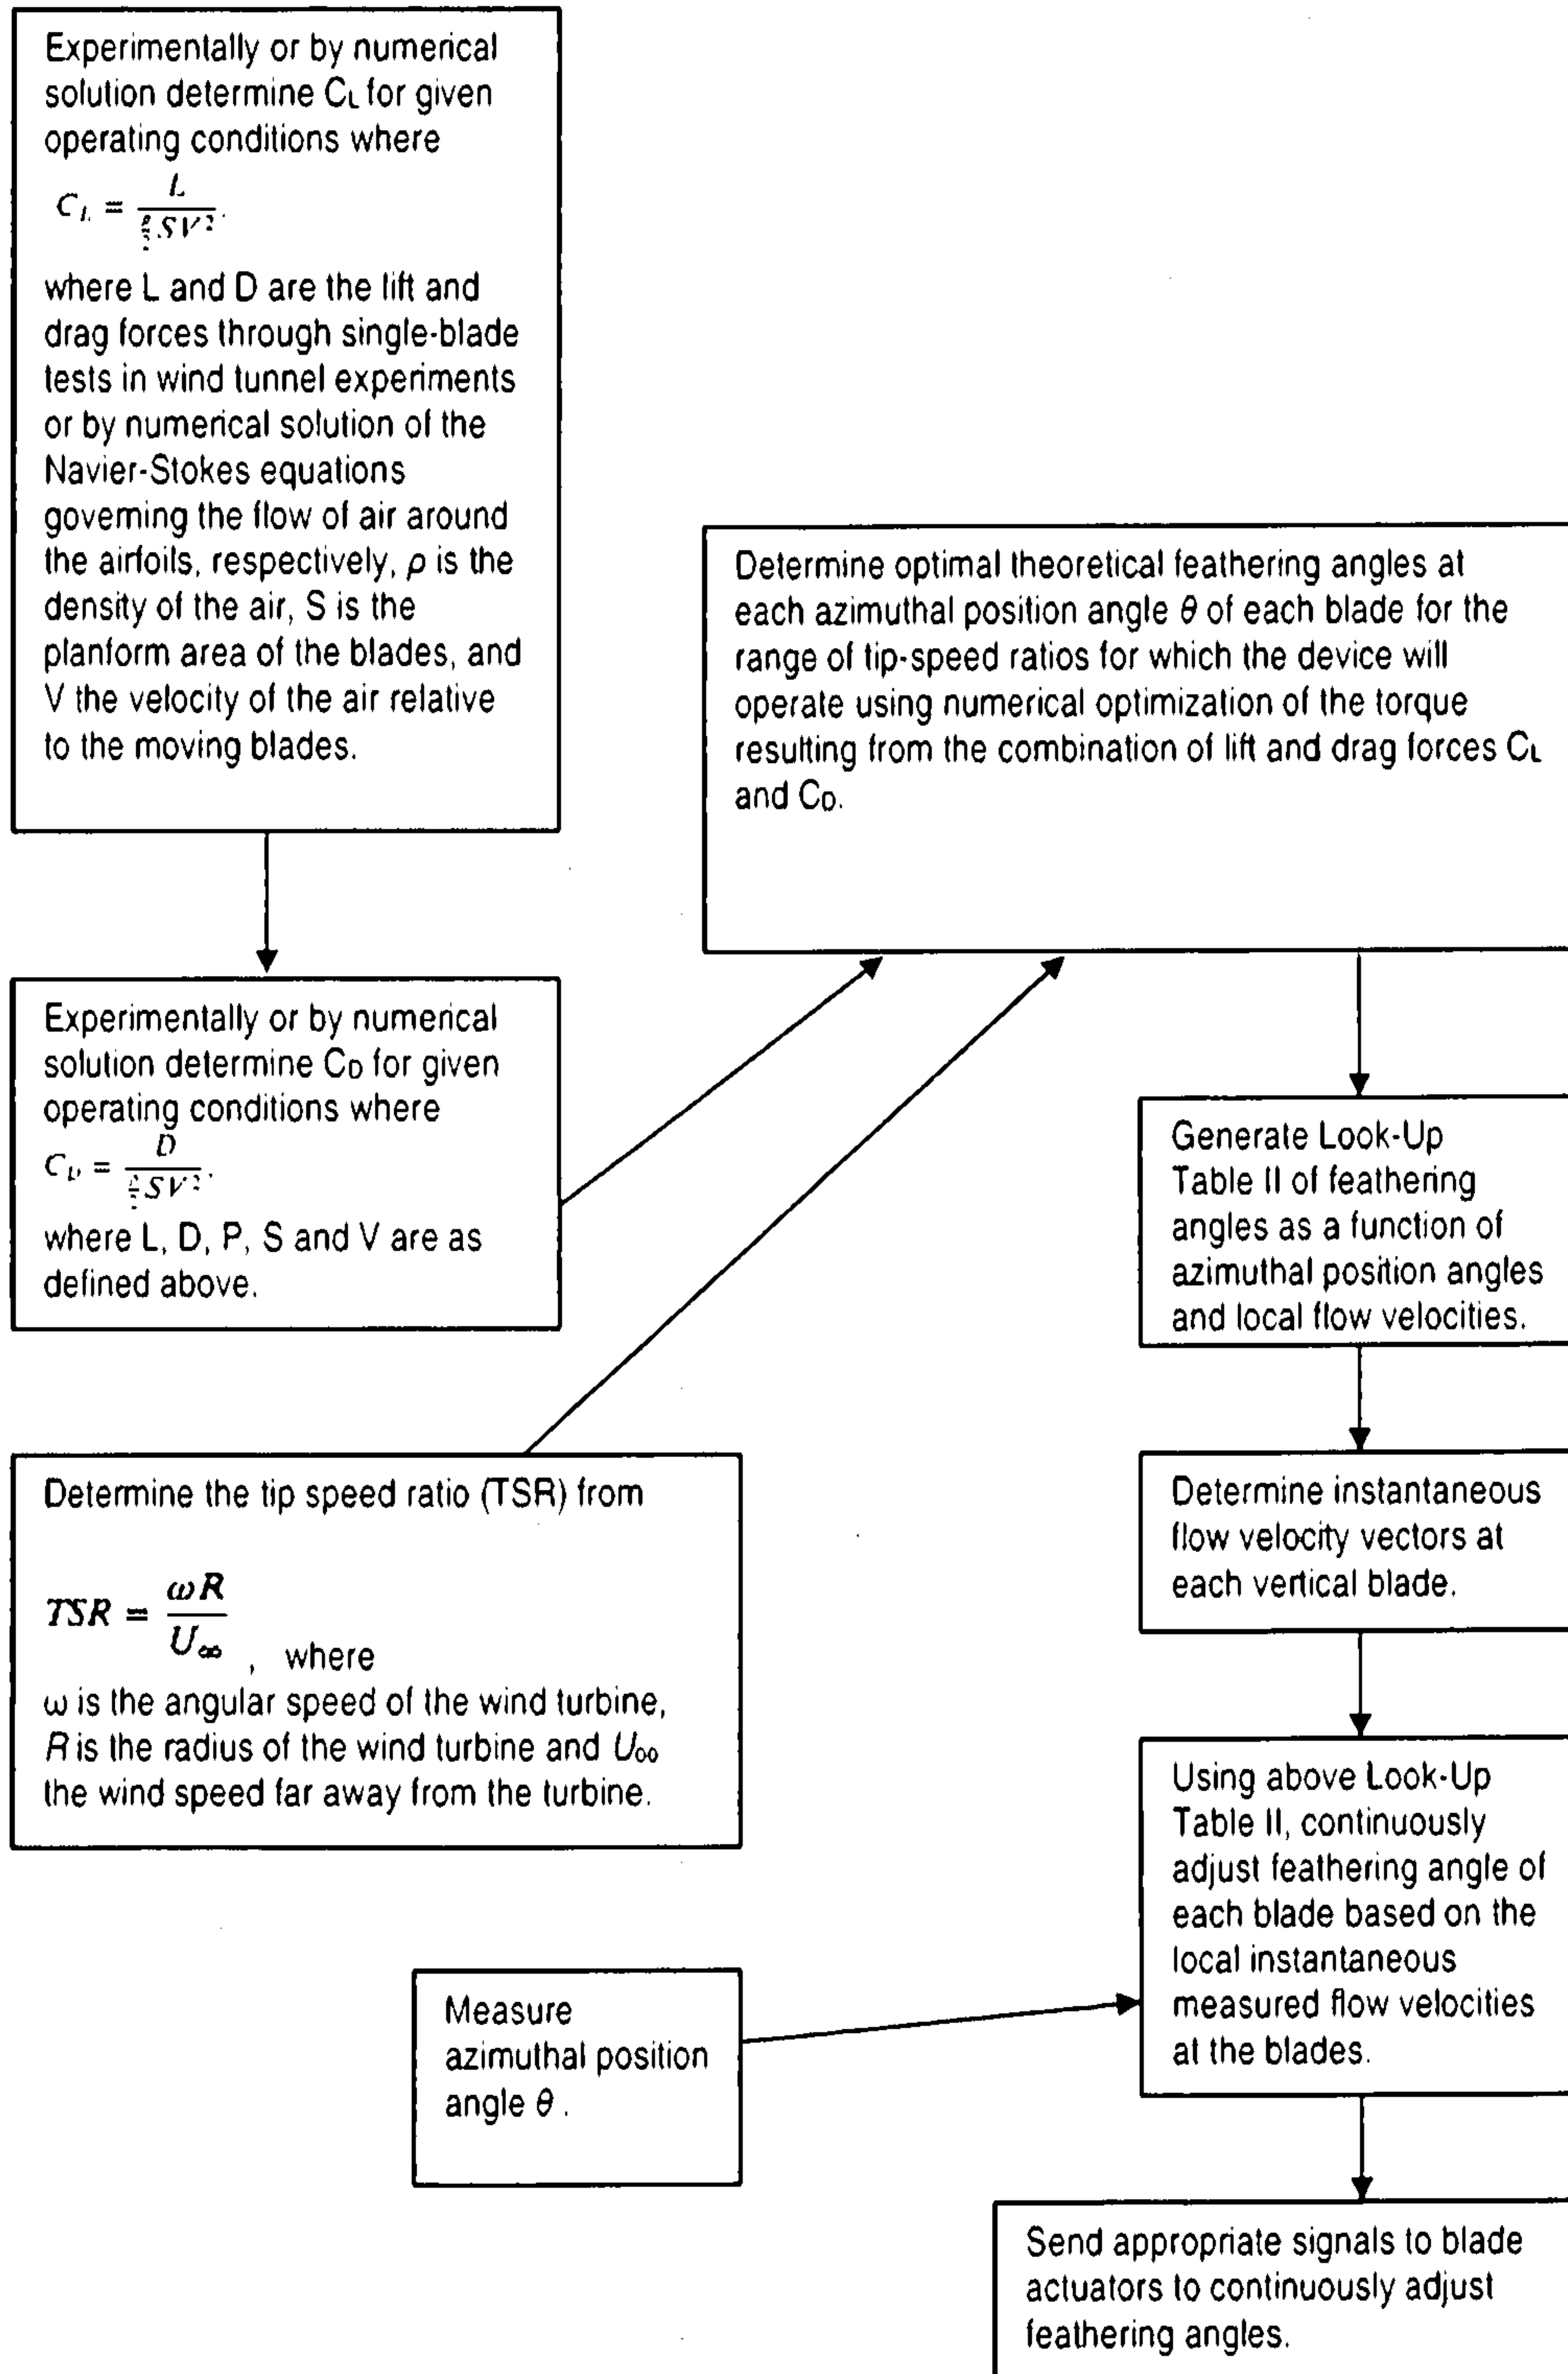 Experimentally or by numerical
solution determine CL for given
operating conditions where
C_L = L / (ρ/2 SV²).
where L and D are the lift and
drag forces through single-blade
tests in wind tunnel experiments
or by numerical solution of the
Navier-Stokes equations
governing the flow of air around
the airfoils, respectively, ρ is the
density of the air, S is the
planform area of the blades, and
V the velocity of the air relative
to the moving blades.
Experimentally or by numerical
solution determine CD for given
operating conditions where
C_D = D / (ρ/2 SV²).
where L, D, P, S and V are as
defined above.
Determine the tip speed ratio (TSR) from
TSR = ωR / U∞ , where
ω is the angular speed of the wind turbine,
R is the radius of the wind turbine and U∞
the wind speed far away from the turbine.
Determine optimal theoretical feathering angles at
each azimuthal position angle θ of each blade for the
range of tip-speed ratios for which the device will
operate using numerical optimization of the torque
resulting from the combination of lift and drag forces CL
and CD.
Generate Look-Up
Table II of feathering
angles as a function of
azimuthal position angles
and local flow velocities.
Determine instantaneous
flow velocity vectors at
each vertical blade.
Using above Look-Up
Table II, continuously
adjust feathering angle of
each blade based on the
local instantaneous
measured flow velocities
at the blades.
Measure
azimuthal position
angle θ .
Send appropriate signals to blade
actuators to continuously adjust
feathering angles.